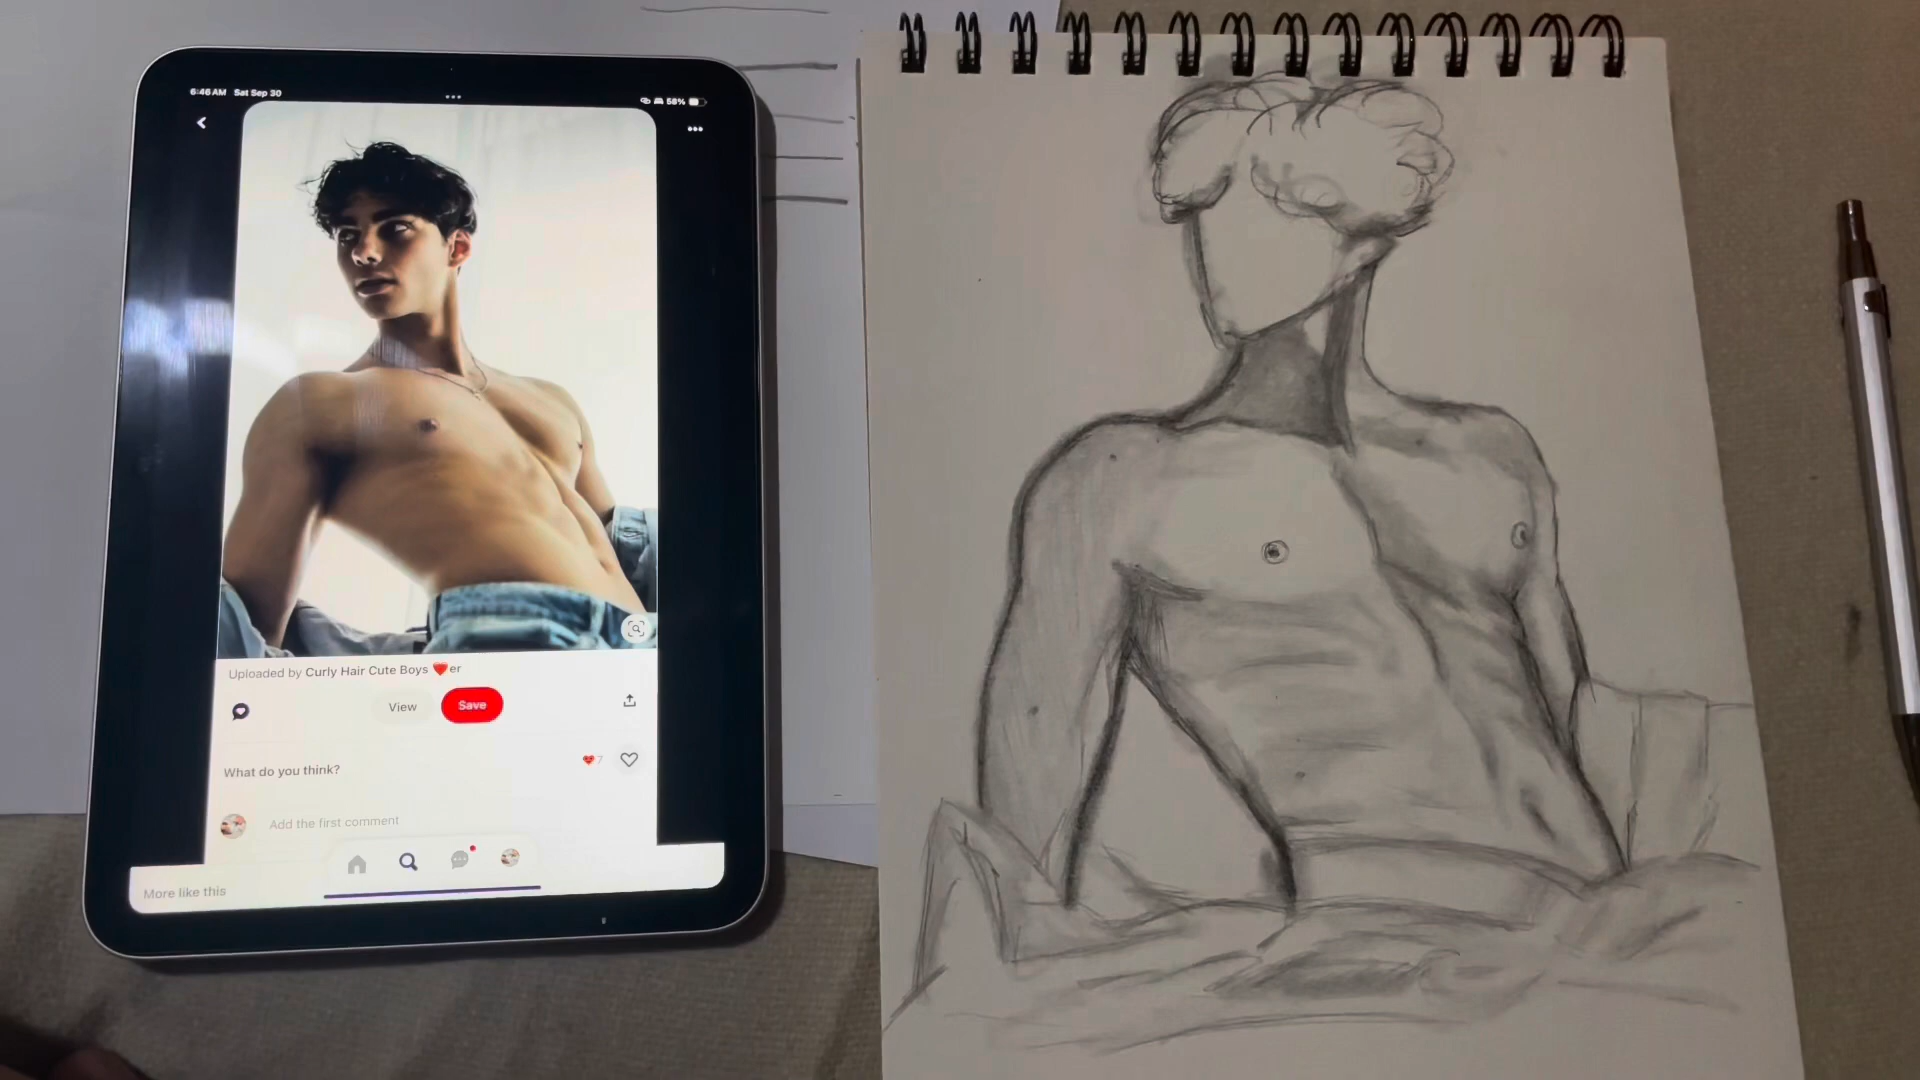 6:46 AM Sat Sep 30
58%
Uploaded by Curly Hair Cute Boys ❤️er
View
Save
What do you think?
7
Add the first comment
More like this